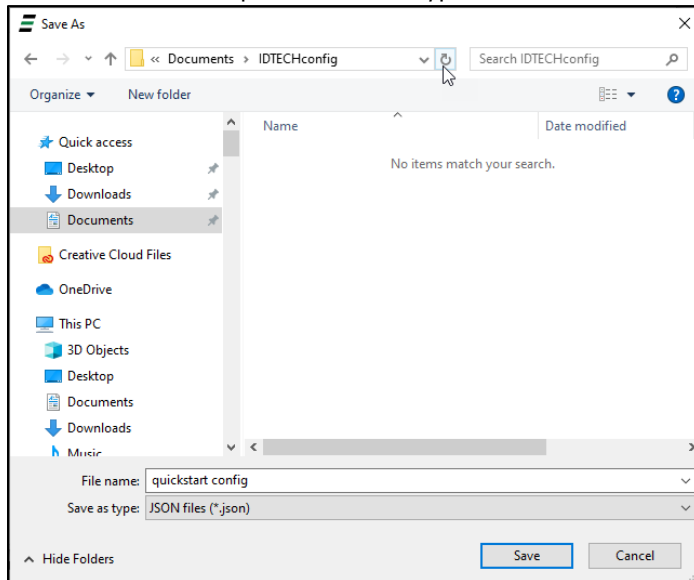 Save As
« Documents › IDTECHconfig
Search IDTECHconfig
Organize
New folder
Name
Date modified
No items match your search.
Quick access
Desktop
Downloads
Documents
Creative Cloud Files
OneDrive
This PC
3D Objects
Desktop
Documents
Downloads
Music
File name: quickstart config
Save as type: JSON files (*.json)
Hide Folders
Save
Cancel